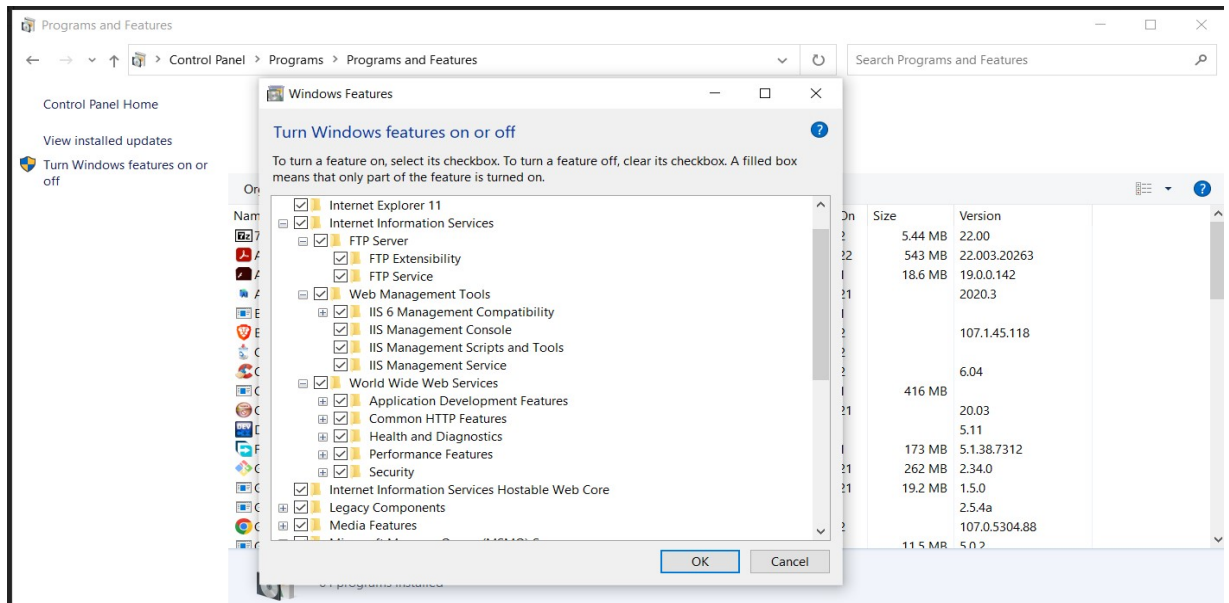 Programs and Features
Control Panel > Programs > Programs and Features
Search Programs and Features
Control Panel Home
View installed updates
Turn Windows features on or
off
Windows Features
Turn Windows features on or off
To turn a feature on, select its checkbox. To turn a feature off, clear its checkbox. A filled box
means that only part of the feature is turned on.
Internet Explorer 11
Internet Information Services
FTP Server
FTP Extensibility
FTP Service
Web Management Tools
IIS 6 Management Compatibility
IIS Management Console
IIS Management Scripts and Tools
IIS Management Service
World Wide Web Services
Application Development Features
Common HTTP Features
Health and Diagnostics
Performance Features
Security
Internet Information Services Hostable Web Core
Legacy Components
Media Features
OK
Cancel
Size Version
5.44 MB 22.00
543 MB 22.003.20263
18.6 MB 19.0.0.142
2020.3
107.1.45.118
6.04
416 MB
20.03
5.11
173 MB 5.1.38.7312
262 MB 2.34.0
19.2 MB 1.5.0
2.5.4a
107.0.5304.88
11.5 MB 5.0.2